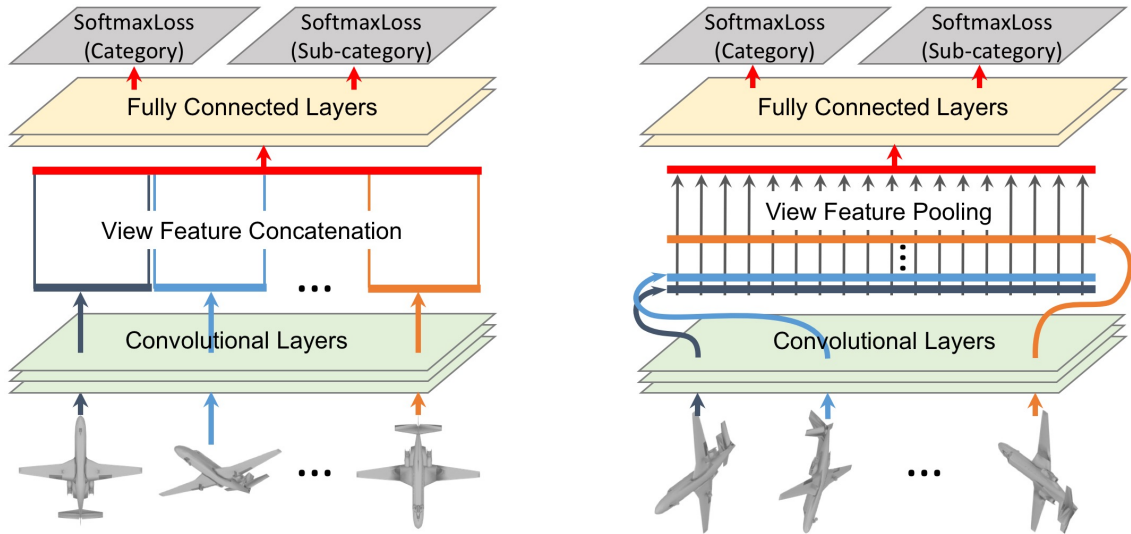 SoftmaxLoss
(Category)
SoftmaxLoss
(Sub-category)
Fully Connected Layers
View Feature Concatenation
...
Convolutional Layers
...
SoftmaxLoss
(Category)
SoftmaxLoss
(Sub-category)
Fully Connected Layers
View Feature Pooling
Convolutional Layers
...